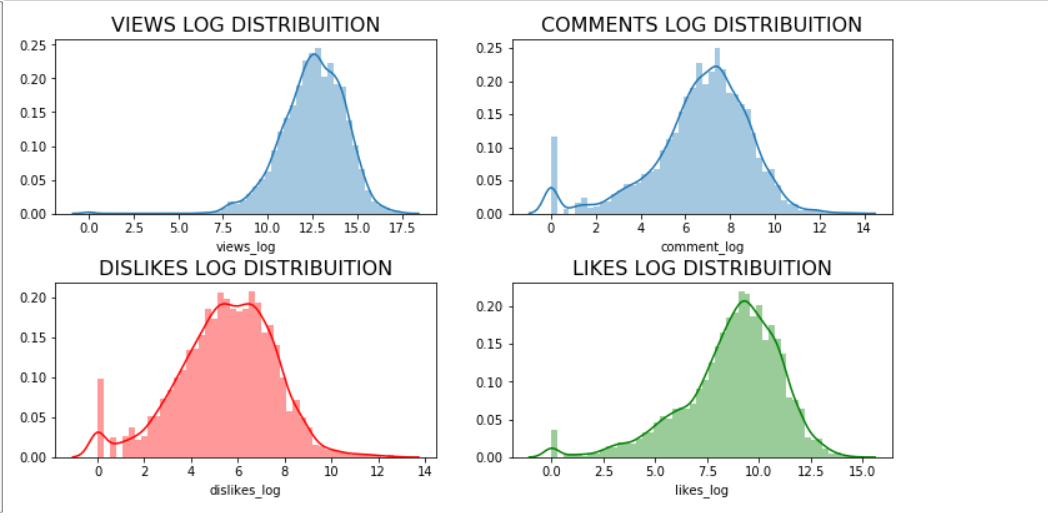 VIEWS LOG DISTRIBUITION
0.25
0.20
0.15
0.10
0.05
0.00
0.0 2.5 5.0 7.5 10.0 12.5 15.0 17.5
views_log
COMMENTS LOG DISTRIBUITION
0.25
0.20
0.15
0.10
0.05
0.00
0 2 4 6 8 10 12 14
comment_log
DISLIKES LOG DISTRIBUITION
0.20
0.15
0.10
0.05
0.00
0 2 4 6 8 10 12 14
dislikes_log
LIKES LOG DISTRIBUITION
0.20
0.15
0.10
0.05
0.00
0.0 2.5 5.0 7.5 10.0 12.5 15.0
likes_log